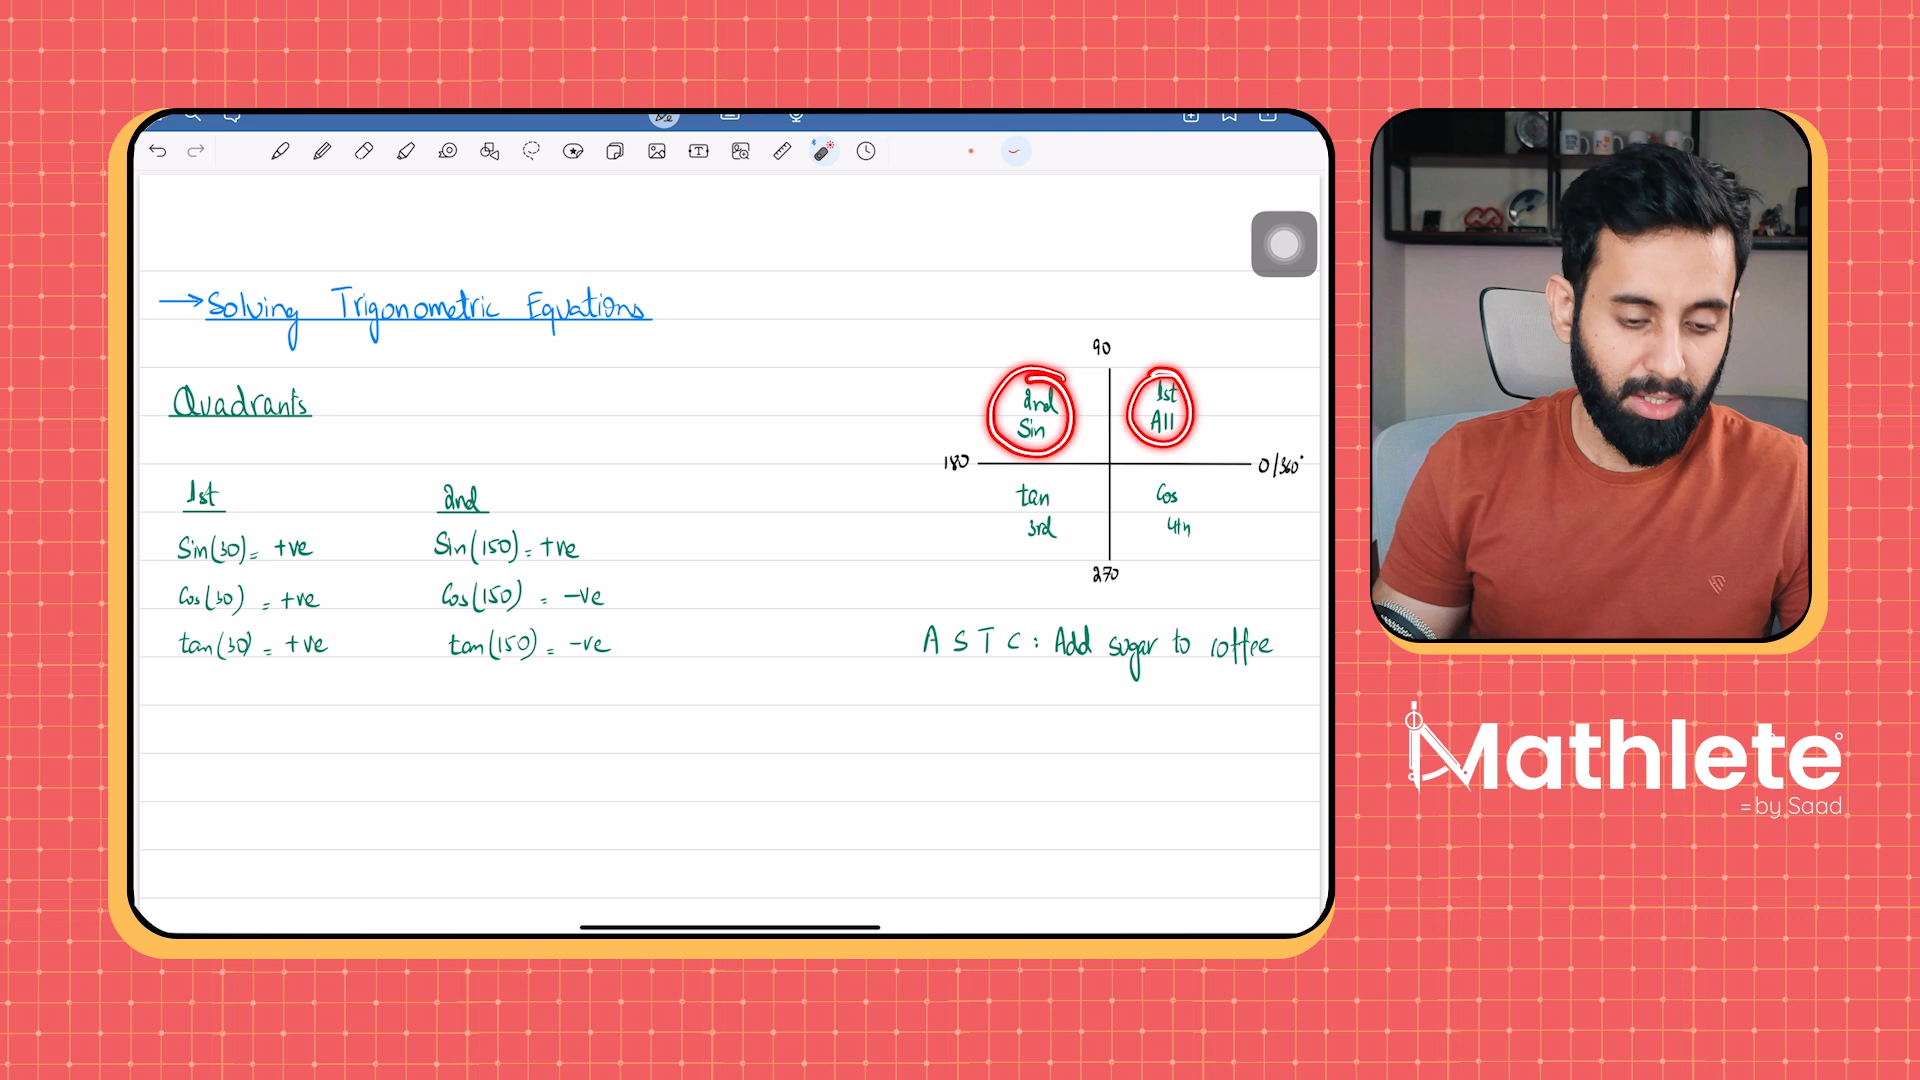 →Solving Trigonometric Equations
Quadrants
1st
Sin(30) = +ve
Cos(30) = +ve
tan(30) = +ve
2nd
Sin(150) = +ve
Cos(150) = -ve
tan(150) = -ve
90
2nd
Sin
1st
All
180
0/360°
tan
3rd
Cos
4th
270
A S T C : Add sugar to coffee
Mathlete
= by Saad